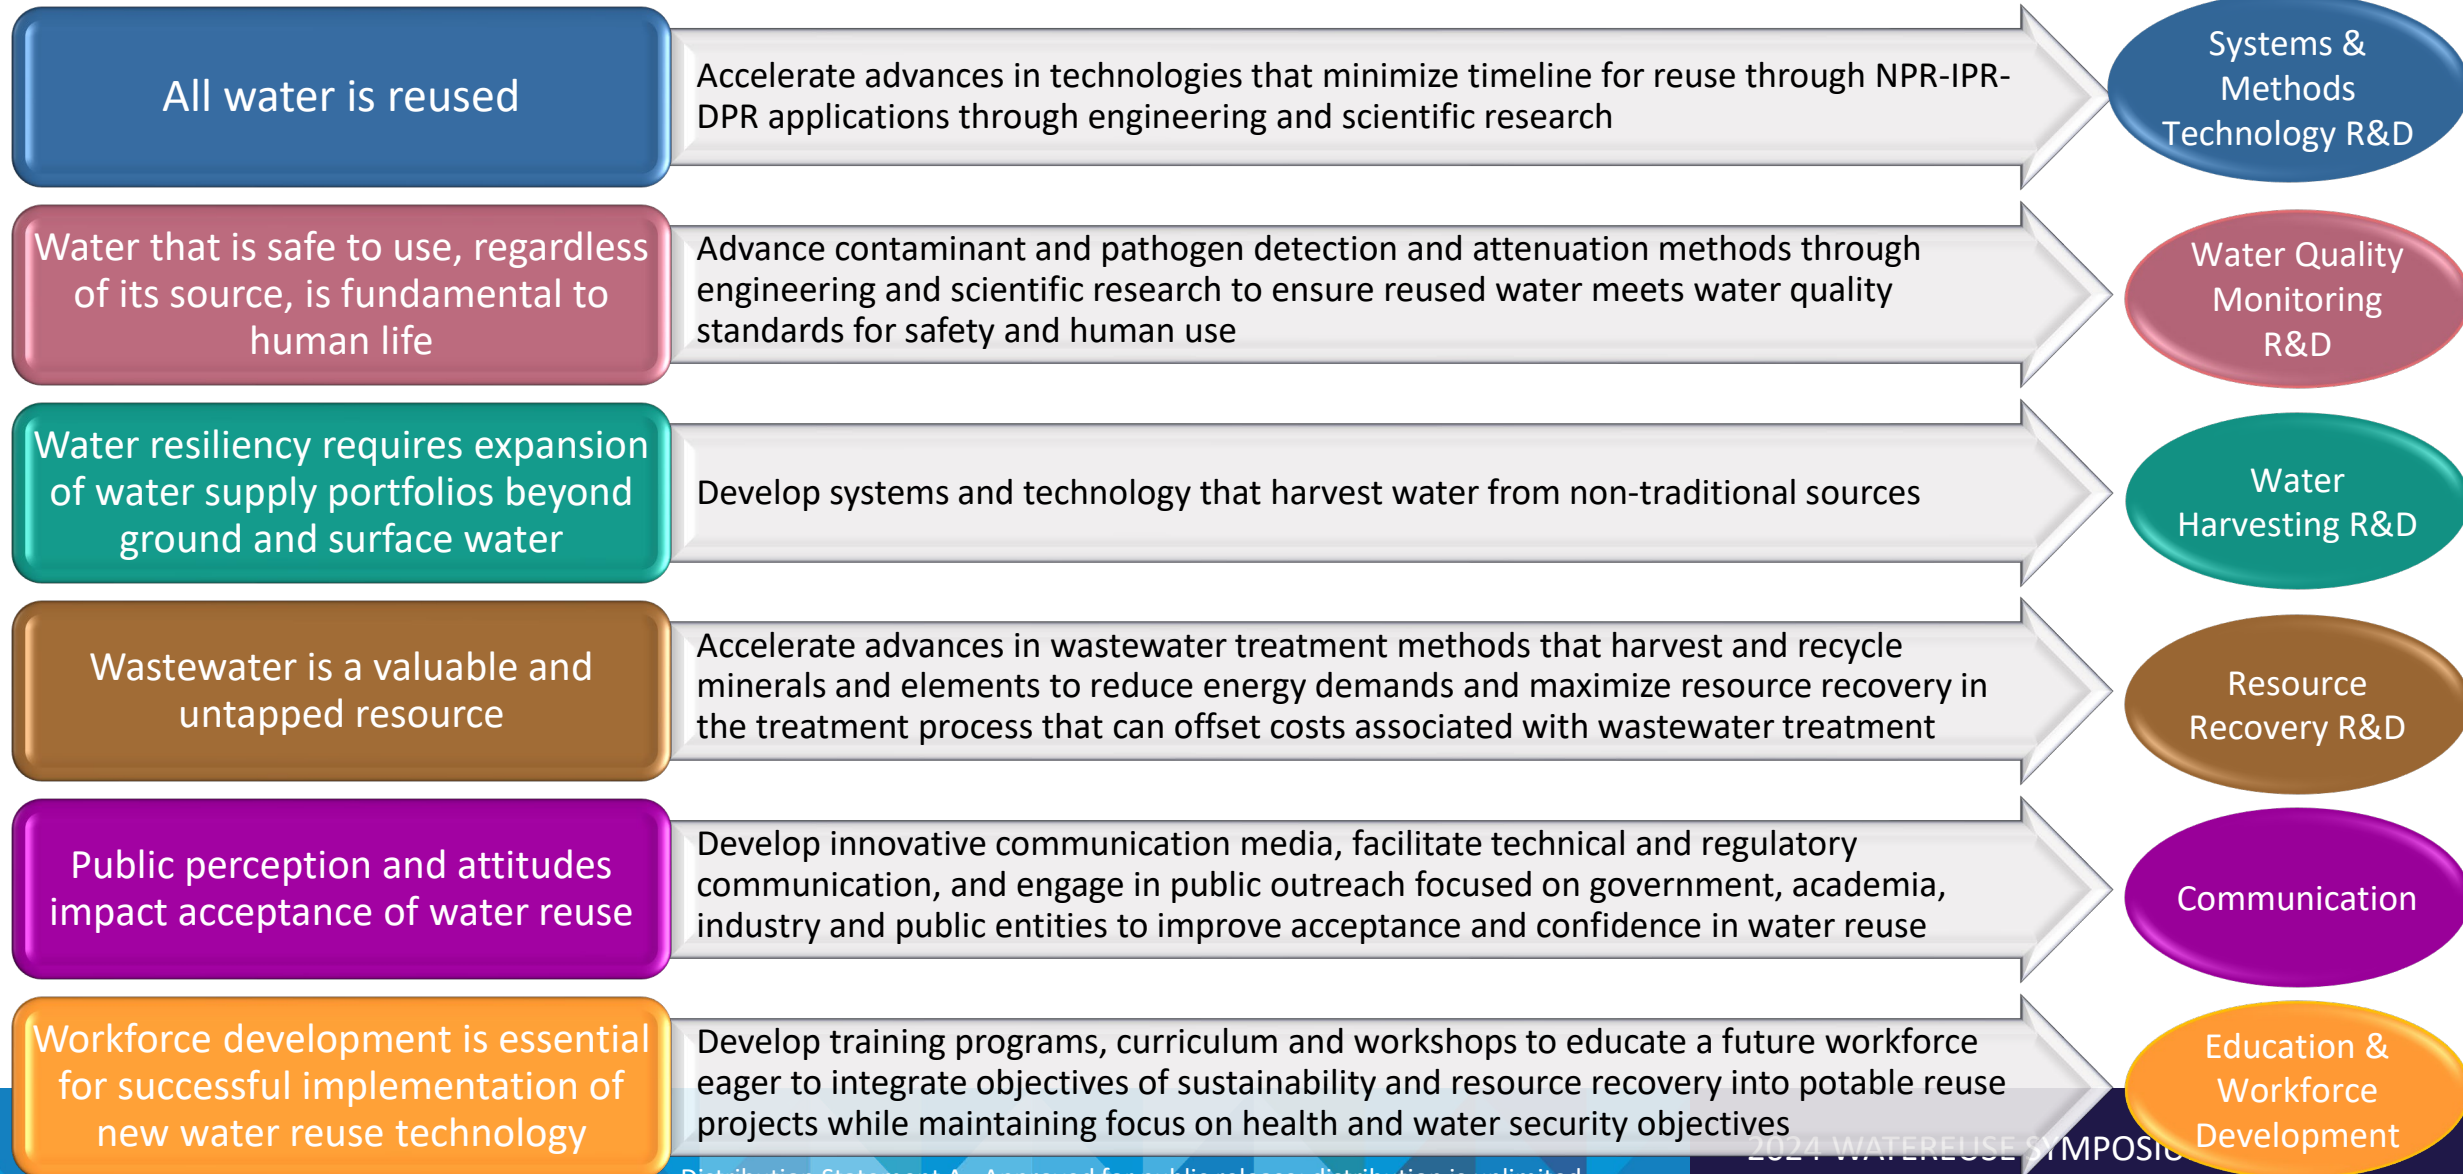 All water is reused
Accelerate advances in technologies that minimize timeline for reuse through NPR-IPR-
DPR applications through engineering and scientific research
Systems &
Methods
Technology R&D
Water that is safe to use, regardless
of its source, is fundamental to
human life
Advance contaminant and pathogen detection and attenuation methods through
engineering and scientific research to ensure reused water meets water quality
standards for safety and human use
Water Quality
Monitoring
R&D
Water resiliency requires expansion
of water supply portfolios beyond
ground and surface water
Develop systems and technology that harvest water from non-traditional sources
Water
Harvesting R&D
Wastewater is a valuable and
untapped resource
Accelerate advances in wastewater treatment methods that harvest and recycle
minerals and elements to reduce energy demands and maximize resource recovery in
the treatment process that can offset costs associated with wastewater treatment
Resource
Recovery R&D
Public perception and attitudes
impact acceptance of water reuse
Develop innovative communication media, facilitate technical and regulatory
communication, and engage in public outreach focused on government, academia,
industry and public entities to improve acceptance and confidence in water reuse
Communication
Workforce development is essential
for successful implementation of
new water reuse technology
Develop training programs, curriculum and workshops to educate a future workforce
eager to integrate objectives of sustainability and resource recovery into potable reuse
projects while maintaining focus on health and water security objectives
Education &
Workforce
Development
2024 WATEREUSE
Distribution Statement A. Approved for public release: distribution is unlimited